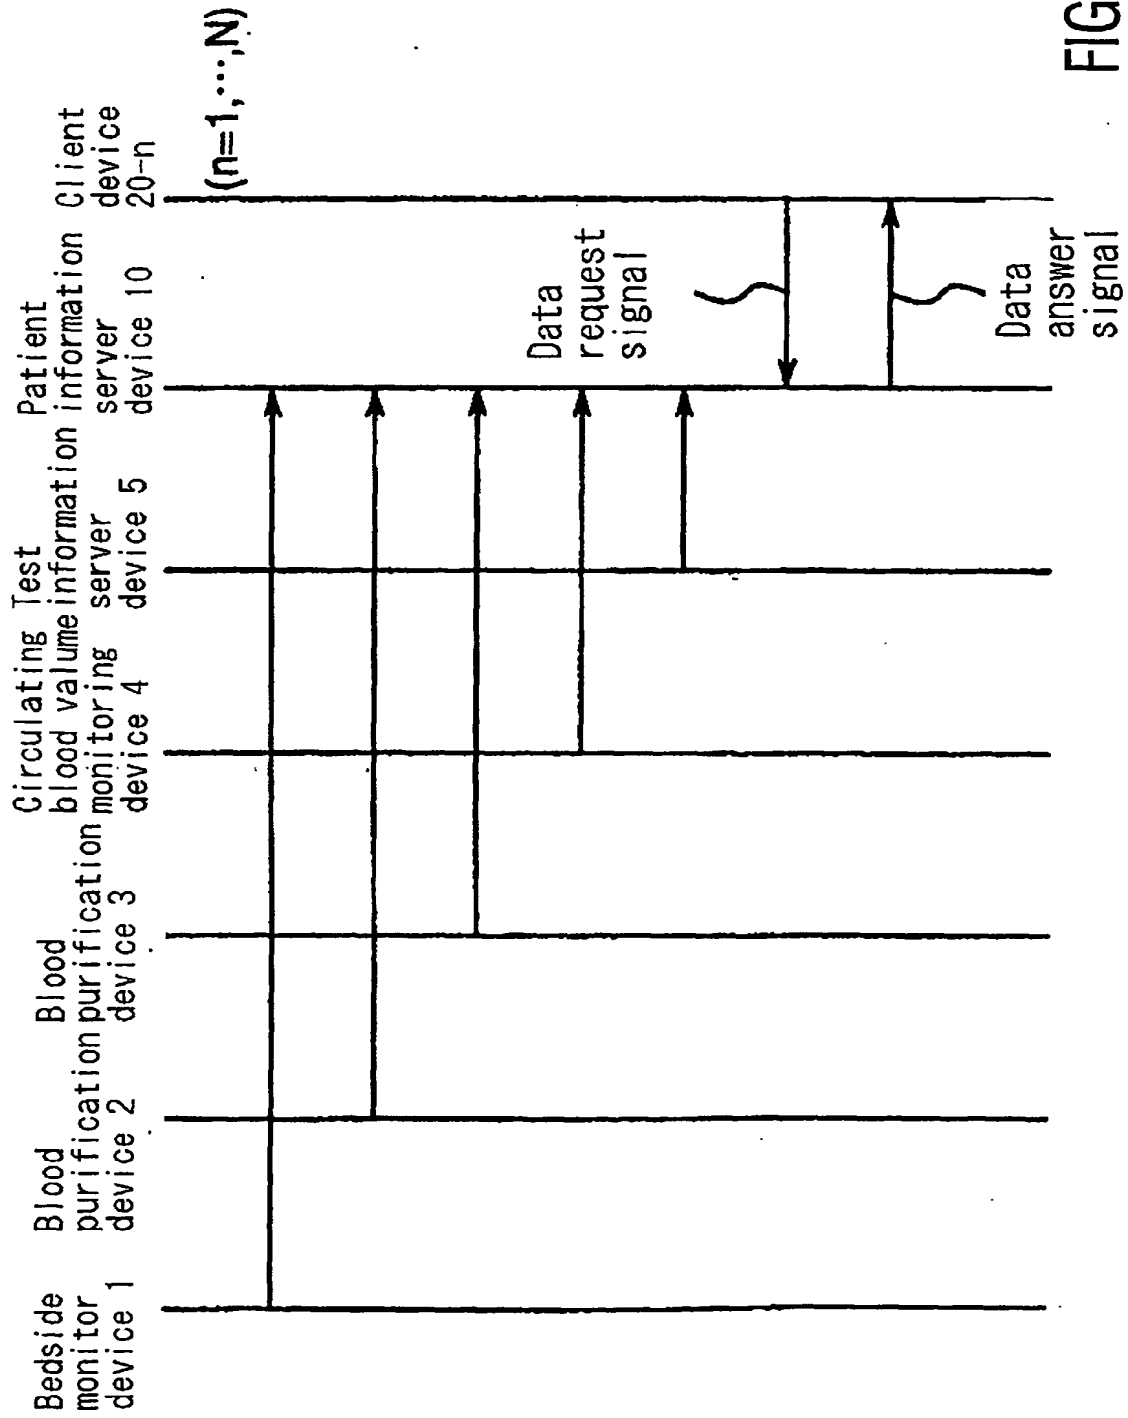 Bedside
monitor
device 1
Blood
purification
device 2
Blood
purification
device 3
Circulating
blood value
monitoring
device 4
Test
information
server
device 5
Patient
information
server
device 10
Client
device
20-n
(n=1,···,N)
Data
request
signal
Data
answer
signal
FIG